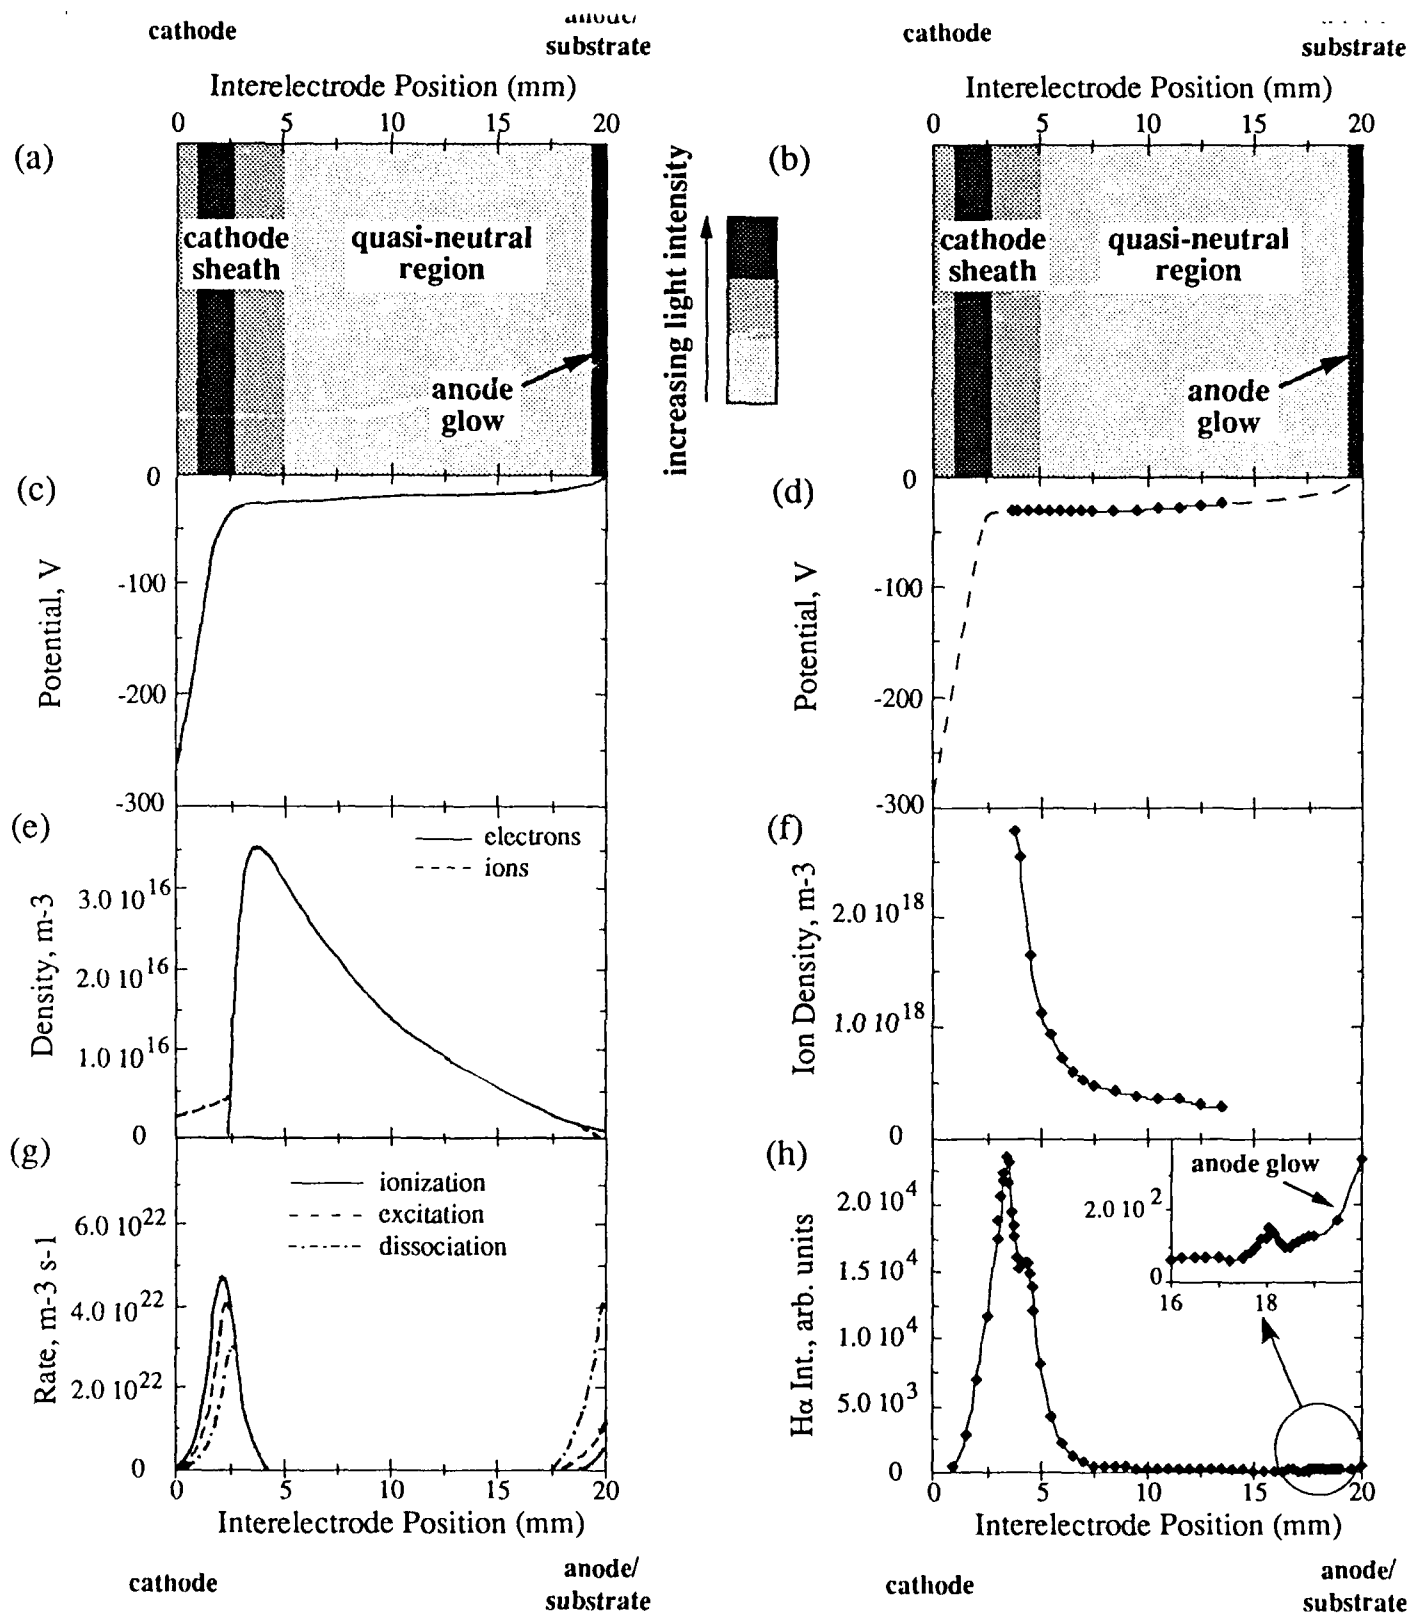 cathode
anode/
substrate
Interelectrode Position (mm)
0 5 10 15 20
(a)
cathode
sheath
quasi-neutral
region
anode
glow
increasing light intensity
cathode
substrate
Interelectrode Position (mm)
0 5 10 15 20
(b)
cathode
sheath
quasi-neutral
region
anode
glow
(c)
0
-100
-200
-300
Potential, V
(d)
0
-100
-200
-300
Potential, V
(e)
electrons
ions
3.0 10^16
2.0 10^16
1.0 10^16
0
Density, m-3
(f)
2.0 10^18
1.0 10^18
0
Ion Density, m-3
(g)
ionization
excitation
dissociation
6.0 10^22
4.0 10^22
2.0 10^22
0
Rate, m-3 s-1
0 5 10 15 20
Interelectrode Position (mm)
cathode
anode/
substrate
(h)
anode glow
2.0 10^2
0
16 18
2.0 10^4
1.5 10^4
1.0 10^4
5.0 10^3
0
Hα Int., arb. units
0 5 10 15 20
Interelectrode Position (mm)
cathode
anode/
substrate